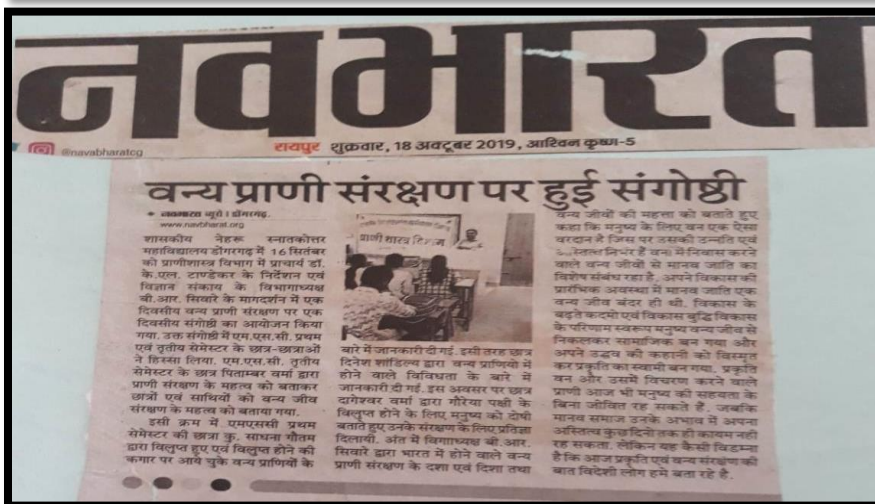 नवभारत
@navabharatcg
रायपुर शुक्रवार, 18 अक्टूबर 2019, आश्विन कृष्ण-5
वन्य प्राणी संरक्षण पर हुई संगोष्ठी
नवभारत ब्यूरो। डोंगरगढ़.
www.navbharat.org
शासकीय नेहरू स्नातकोत्तर
महाविद्यालय डोंगरगढ़ में 16 सितंबर
को प्राणीशास्त्र विभाग में प्राचार्य डॉ.
के.एल. टाण्डेकर के निर्देशन एवं
विज्ञान संकाय के विभागाध्यक्ष
बी.आर. सिवारे के मागदर्शन में एक
दिवसीय वन्य प्राणी संरक्षण पर एक
दिवसीय संगोष्ठी का आयोजन किया
गया. उक्त संगोष्ठी में एम.एस.सी. प्रथम
एवं तृतीय सेमेस्टर के छात्र-छात्राओं
ने हिस्सा लिया. एम.एस.सी. तृतीय
सेमेस्टर के छात्र पिताम्बर वर्मा द्वारा
प्राणी संरक्षण के महत्व को बताकर
छात्रों एवं साथियों को वन्य जीव
संरक्षण के महत्व को बताया गया.
इसी क्रम में एमएससी प्रथम
सेमेस्टर की छात्रा कु. साधना गौतम
द्वारा विलुप्त हुए एवं विलुप्त होने की
कगार पर आये चुके वन्य प्राणियों के
प्राणी शास्त्र विभाग
बारे में जानकारी दी गई. इसी तरह छात्र
दिनेश शांडिल्य द्वारा वन्य प्राणियों में
होने वाले विविधता के बारे में
जानकारी दी गई. इस अवसर पर छात्र
दागेश्वर वर्मा द्वारा गौरेया पक्षी के
विलुप्त होने के लिए मनुष्य को दोषी
बताते हुए उनके संरक्षण के लिए प्रतिज्ञा
दिलायी. अंत में विगाध्यक्ष बी.आर.
सिवारे द्वारा भारत में होने वाले वन्य
प्राणी संरक्षण के दशा एवं दिशा तथा
वन्य जीवों की महत्ता को बताते हुए
कहा कि मनुष्य के लिए वन एक ऐसा
वरदान है जिस पर उसकी उन्नति एवं
निर्भर हैं वनों में निवास करने
वाले वन्य जीवों से मानव जाति का
विशेष संबंध रहा है. अपने विकास की
प्रारंभिक अवस्था में मानव जाति एक
वन्य जीव बंदर ही थी. विकास के
बढ़ते कदमो एवं विकास बुद्धि विकास
के परिणाम स्वरूप मनुष्य वन्य जीव से
निकलकर सामाजिक बन गया और
अपने उद्भव की कहानी को विस्मृत
कर प्रकृति का स्वामी बन गया. प्रकृति
वन और उसमें विचरण करने वाले
प्राणी आज भी मनुष्य की सहयता के
बिना जीवित रह सकते हैं. जबकि
मानव समाज उनके अभाव में अपना
अस्तित्व कुछ दिनों तक ही कायम नही
रह सकता. लेकिन यह कैसी विडम्ना
है कि आज प्रकृति एवं वन्य संरक्षण की
बात विदेशी लोग हमे बता रहे है.